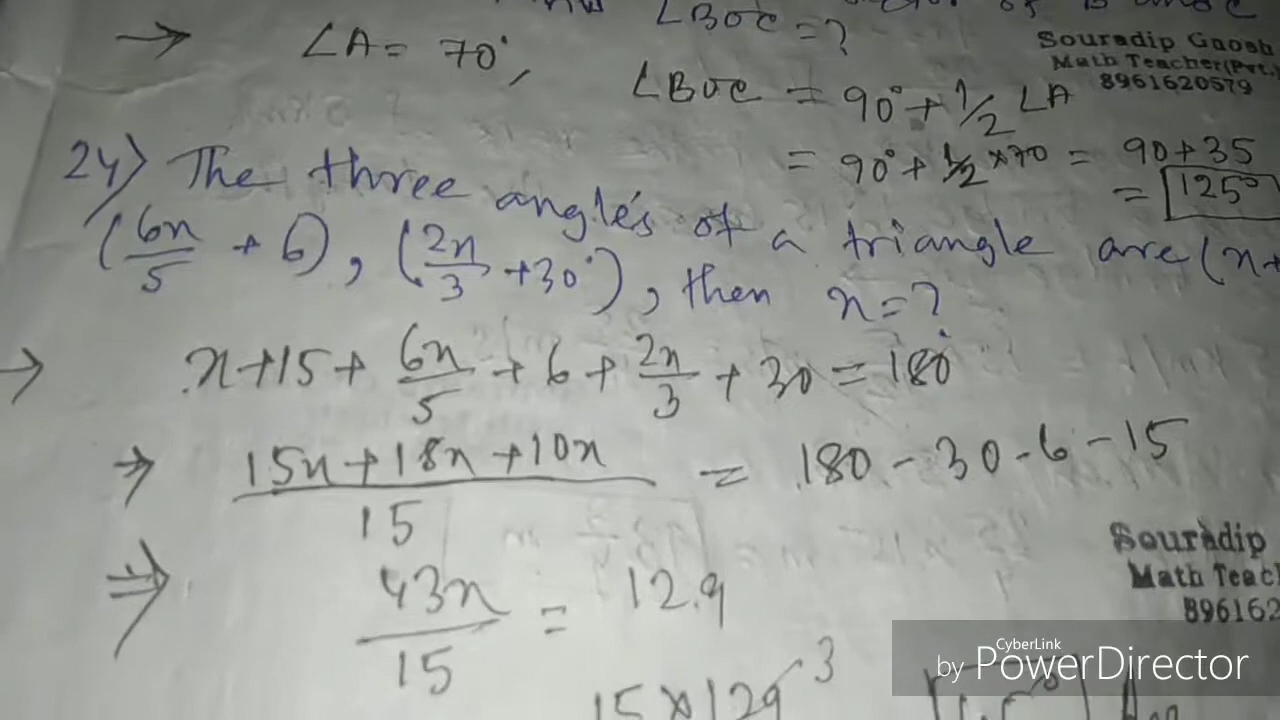 ∠BOC = ?
→ ∠A = 70°, ∠BOC = 90° + 1/2 ∠A
= 90° + 1/2 × 70 = 90 + 35
= 125°
Souradip Ghosh
Math Teacher(Pvt.)
8961620579
24) The three angles of a triangle are (x+
(6x/5 + 6), (2x/3 + 30°), then x = ?
→ x + 15 + 6x/5 + 6 + 2x/3 + 30 = 180°
⇒ 15x + 18x + 10x / 15 = 180 - 30 - 6 - 15
⇒ 43x / 15 = 129
Souradip
Math Teac
896162
15 × 129 3
CyberLink
by PowerDirector